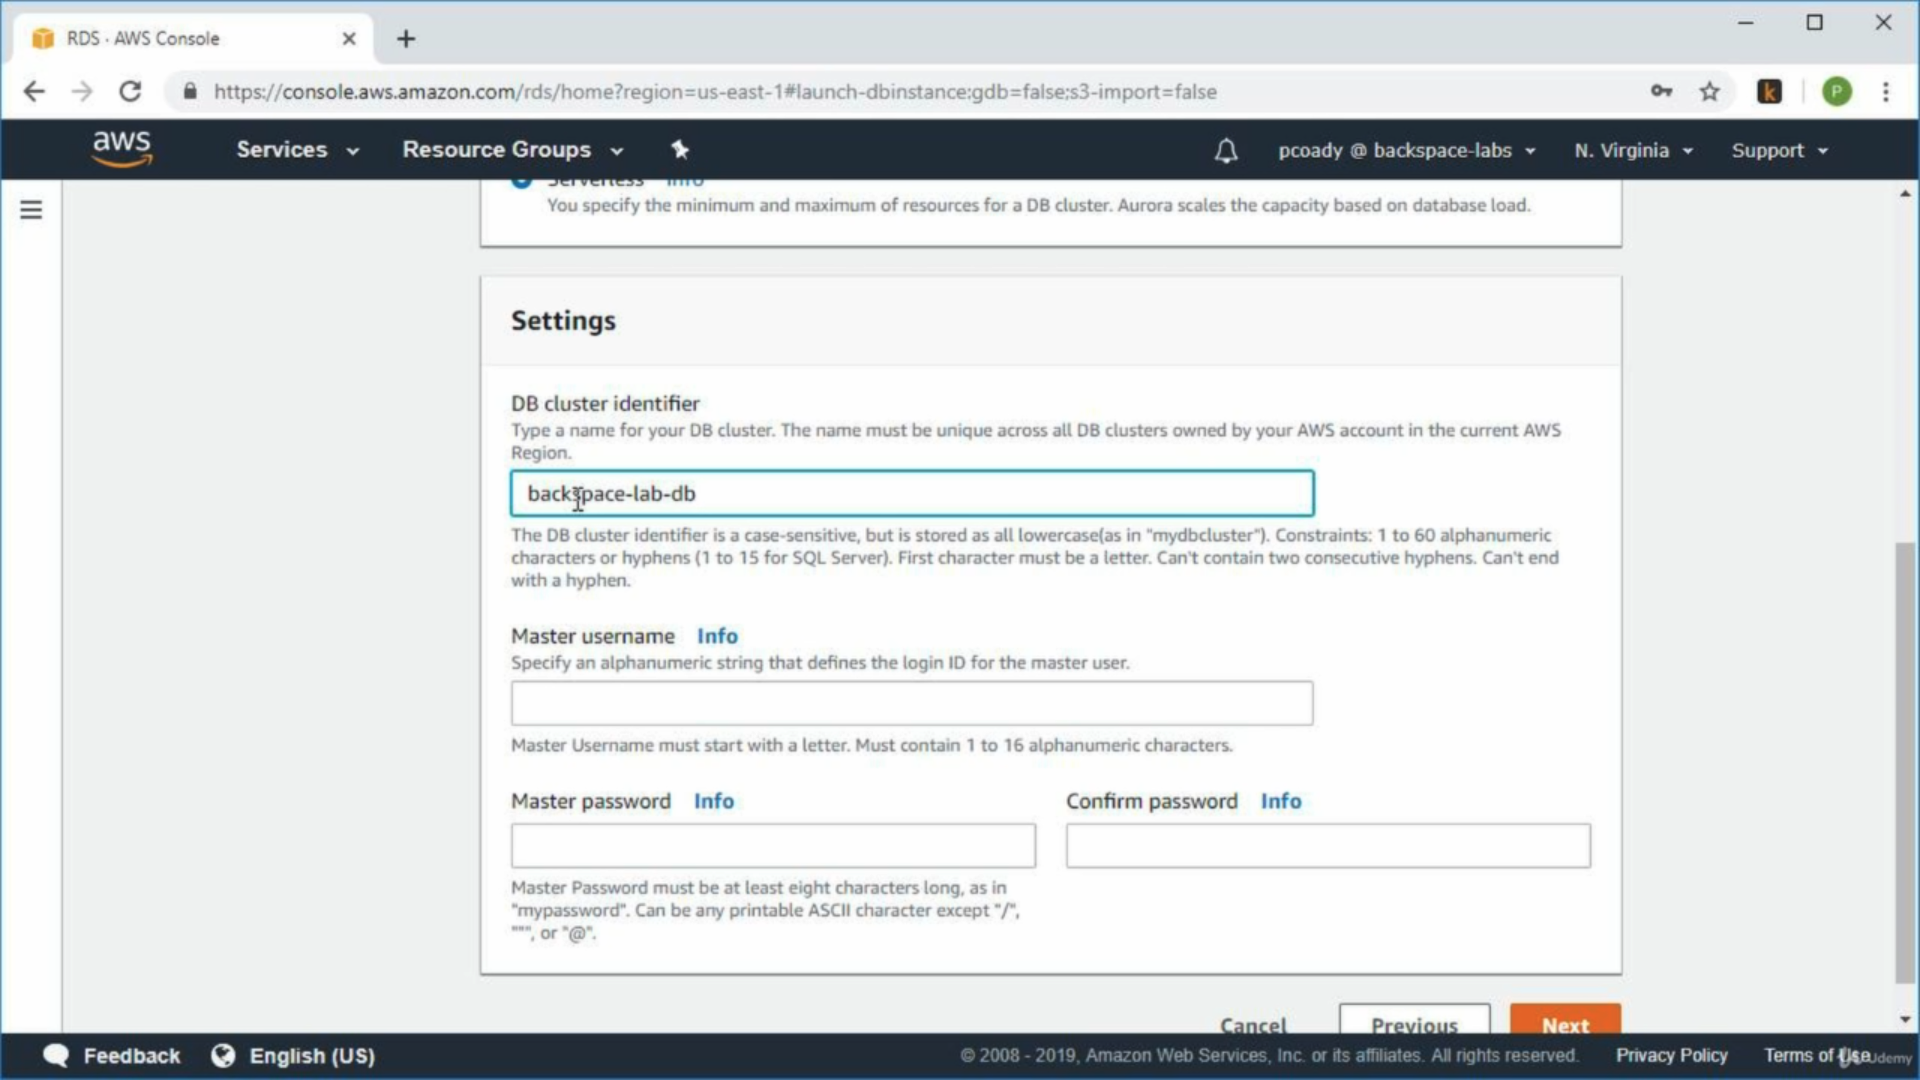 RDS · AWS Console
https://console.aws.amazon.com/rds/home?region=us-east-1#launch-dbinstance:gdb=false;s3-import=false
k
P
aws
Services
Resource Groups
pcoady @ backspace-labs
N. Virginia
Support
Serverless Info
You specify the minimum and maximum of resources for a DB cluster. Aurora scales the capacity based on database load.
Settings
DB cluster identifier
Type a name for your DB cluster. The name must be unique across all DB clusters owned by your AWS account in the current AWS
Region.
backspace-lab-db
The DB cluster identifier is a case-sensitive, but is stored as all lowercase(as in "mydbcluster"). Constraints: 1 to 60 alphanumeric
characters or hyphens (1 to 15 for SQL Server). First character must be a letter. Can't contain two consecutive hyphens. Can't end
with a hyphen.
Master username Info
Specify an alphanumeric string that defines the login ID for the master user.
Master Username must start with a letter. Must contain 1 to 16 alphanumeric characters.
Master password Info
Confirm password Info
Master Password must be at least eight characters long, as in
"mypassword". Can be any printable ASCII character except "/",
""", or "@".
Cancel
Previous
Next
Feedback
English (US)
© 2008 - 2019, Amazon Web Services, Inc. or its affiliates. All rights reserved.
Privacy Policy
Terms of Use
Udemy